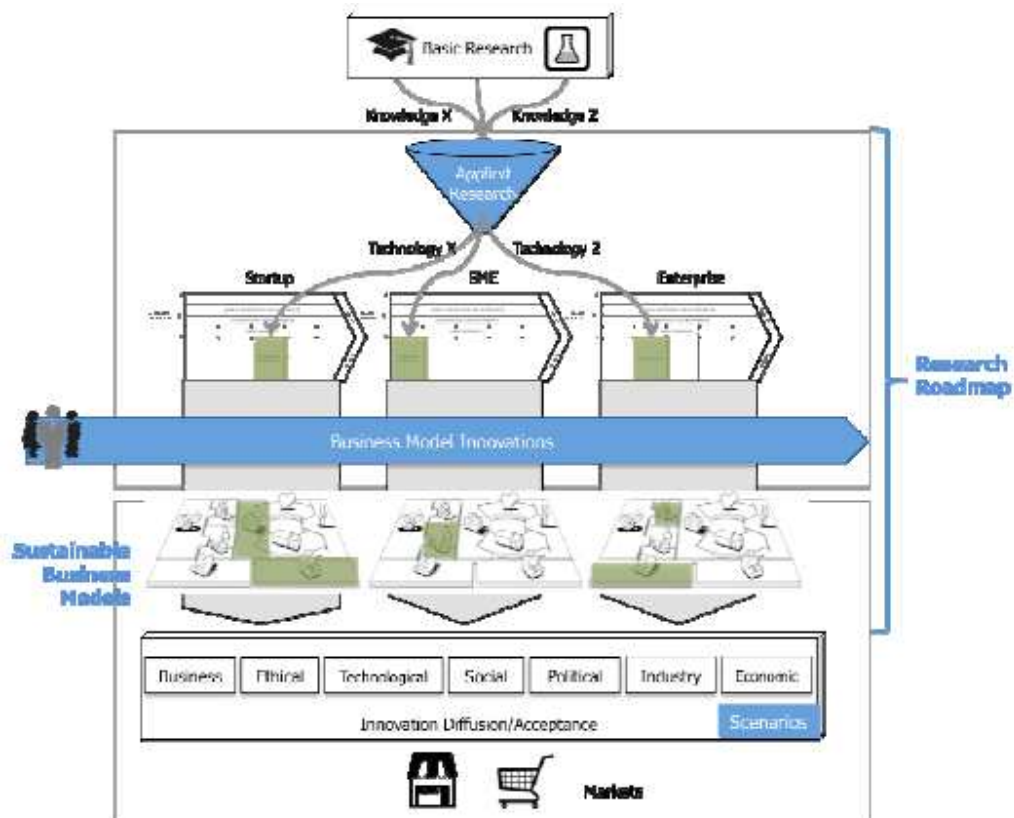 Basic Research
Knowledge X
Knowledge Z
Applied
Research
Technology X
Technology Z
Startup
SME
Enterprise
Research
Roadmap
Business Model Innovations
Sustainable
Business
Models
Business
Ethical
Technological
Social
Political
Industry
Economic
Innovation Diffusion/Acceptance
Scenarios
Markets